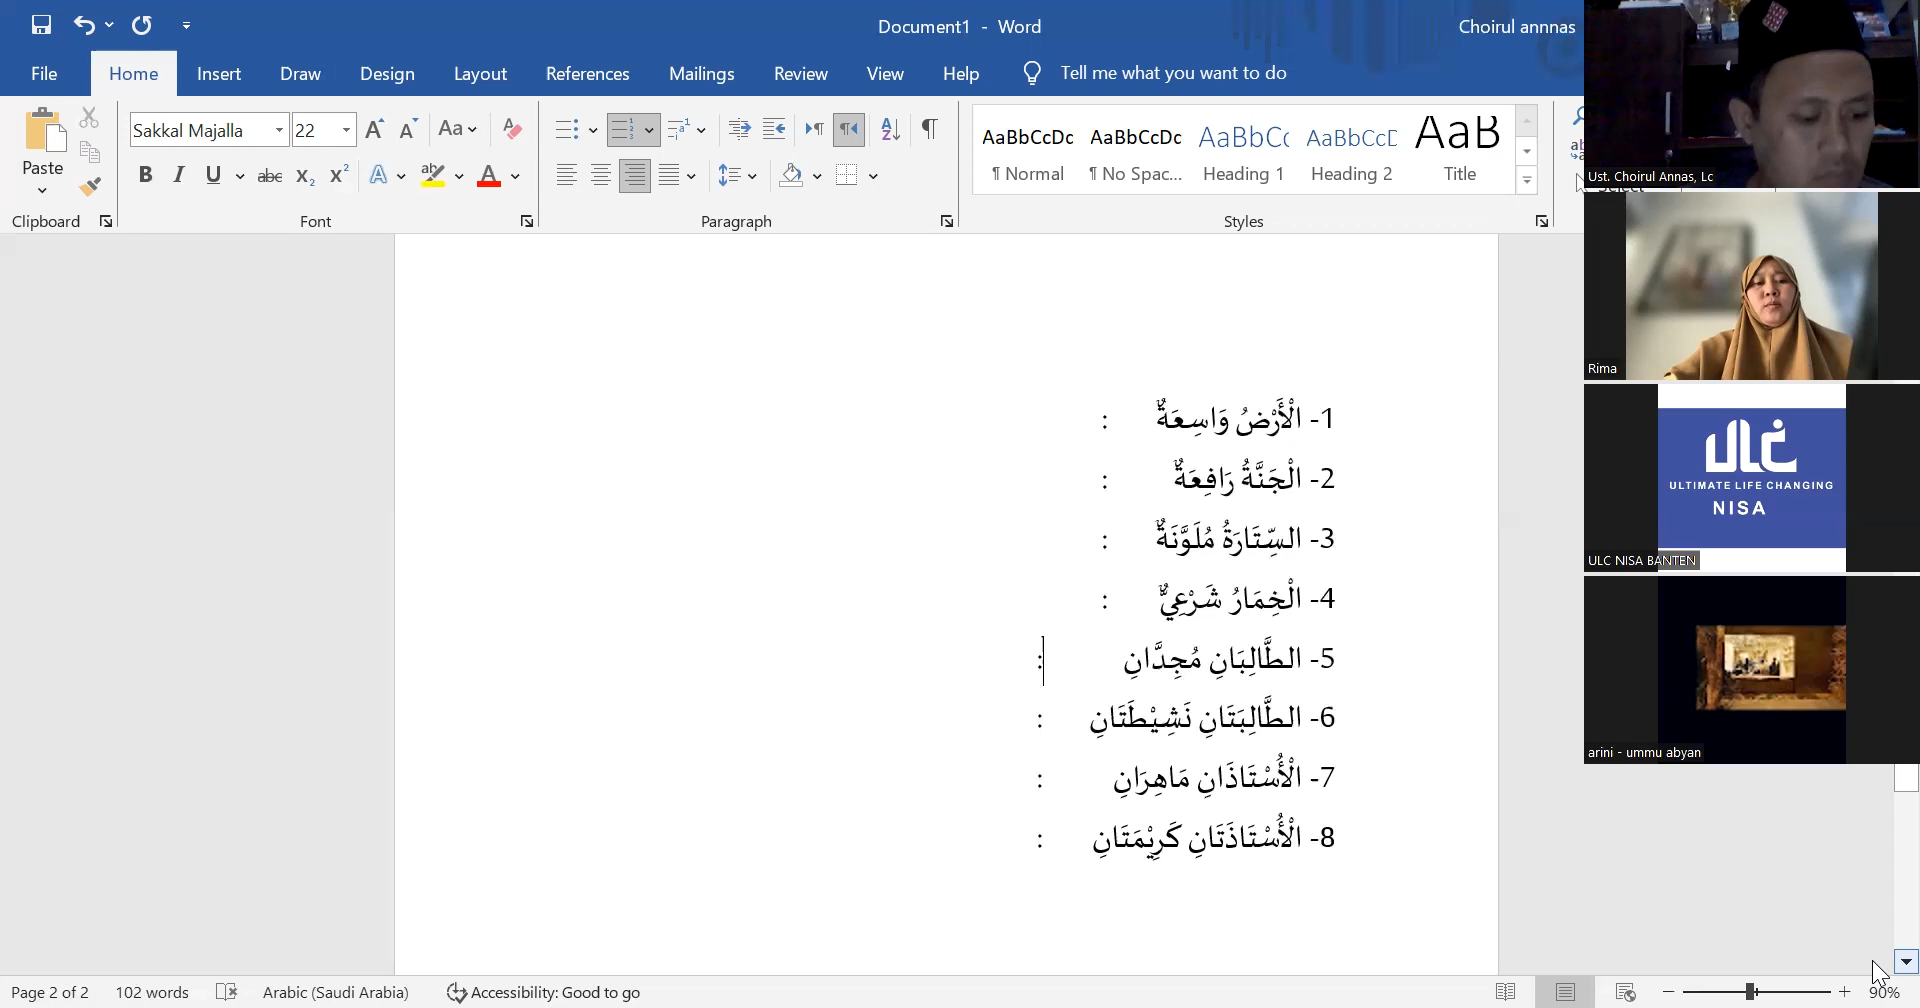 Document1 - Word
Choirul annnas
File Home Insert Draw Design Layout References Mailings Review View Help Tell me what you want to do
Paste
Clipboard
Sakkal Majalla 22
Font
Paragraph
AaBbCcDc AaBbCcDc AaBbCc AaBbCcD AaB
¶ Normal ¶ No Spac... Heading 1 Heading 2 Title
Styles
Select
Ust. Choirul Annas, Lc
Rima
ULTIMATE LIFE CHANGING
NISA
ULC NISA BANTEN
arini - ummu abyan
1- الْأَرْضُ وَاسِعَةٌ :
2- الْجَنَّةُ رَافِعَةٌ :
3- السِّتَارَةُ مُلَوَّنَةٌ :
4- الْخِمَارُ شَرْعِيٌّ :
5- الطَّالِبَانِ مُجِدَّانِ :
6- الطَّالِبَتَانِ نَشِيْطَتَانِ :
7- الْأُسْتَاذَانِ مَاهِرَانِ :
8- الْأُسْتَاذَتَانِ كَرِيْمَتَانِ :
Page 2 of 2 102 words Arabic (Saudi Arabia) Accessibility: Good to go 90%